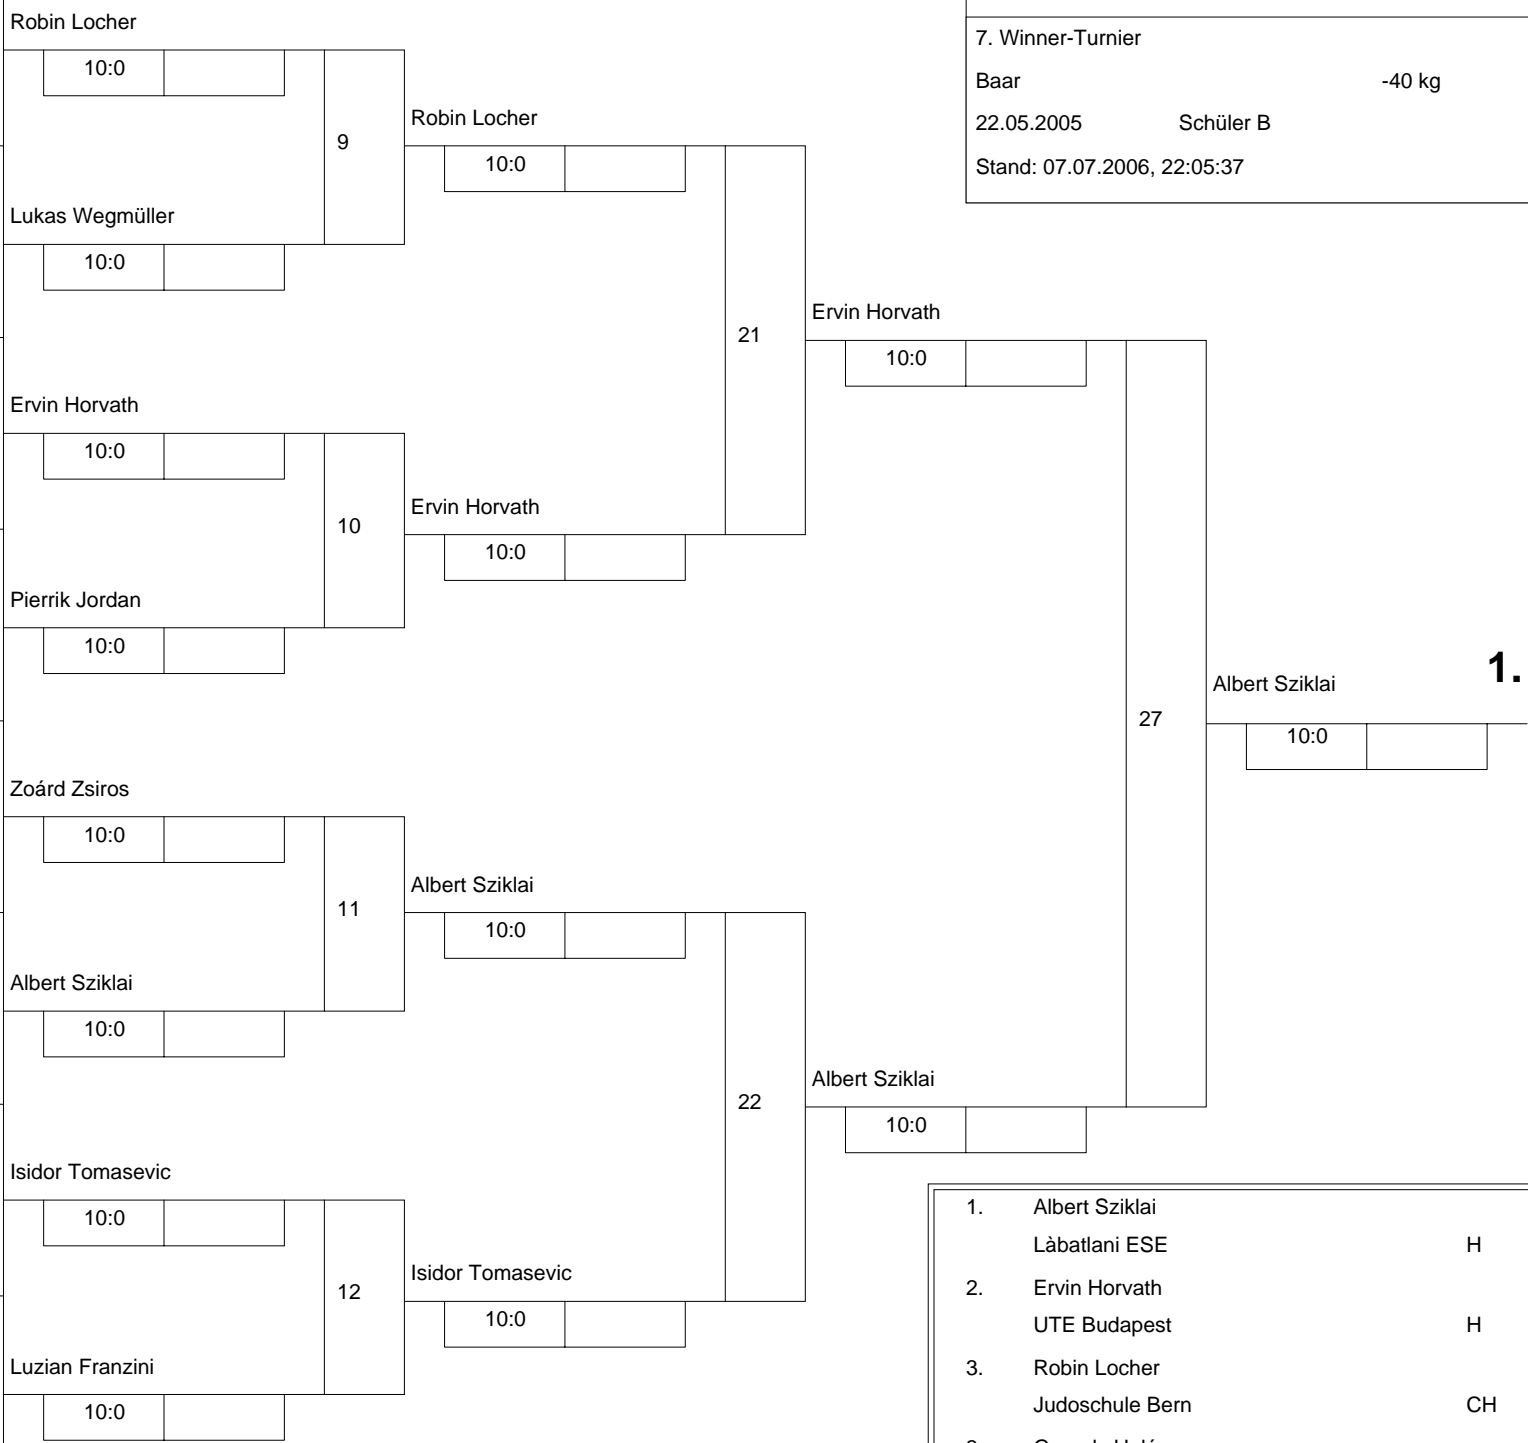 Robin Locher
10:0
9
Lukas Wegmüller
10:0
Ervin Horvath
10:0
10
Pierrik Jordan
10:0
Zoárd Zsiros
10:0
11
Albert Sziklai
10:0
Isidor Tomasevic
10:0
12
Luzian Franzini
10:0
Robin Locher
10:0
21
Ervin Horvath
10:0
Albert Sziklai
10:0
22
Isidor Tomasevic
10:0
Ervin Horvath
10:0
27
Albert Sziklai
10:0
Albert Sziklai 1.
10:0
7. Winner-Turnier
Baar -40 kg
22.05.2005 Schüler B
Stand: 07.07.2006, 22:05:37
1. Albert Sziklai
Làbatlani ESE H
2. Ervin Horvath
UTE Budapest H
3. Robin Locher
Judoschule Bern CH